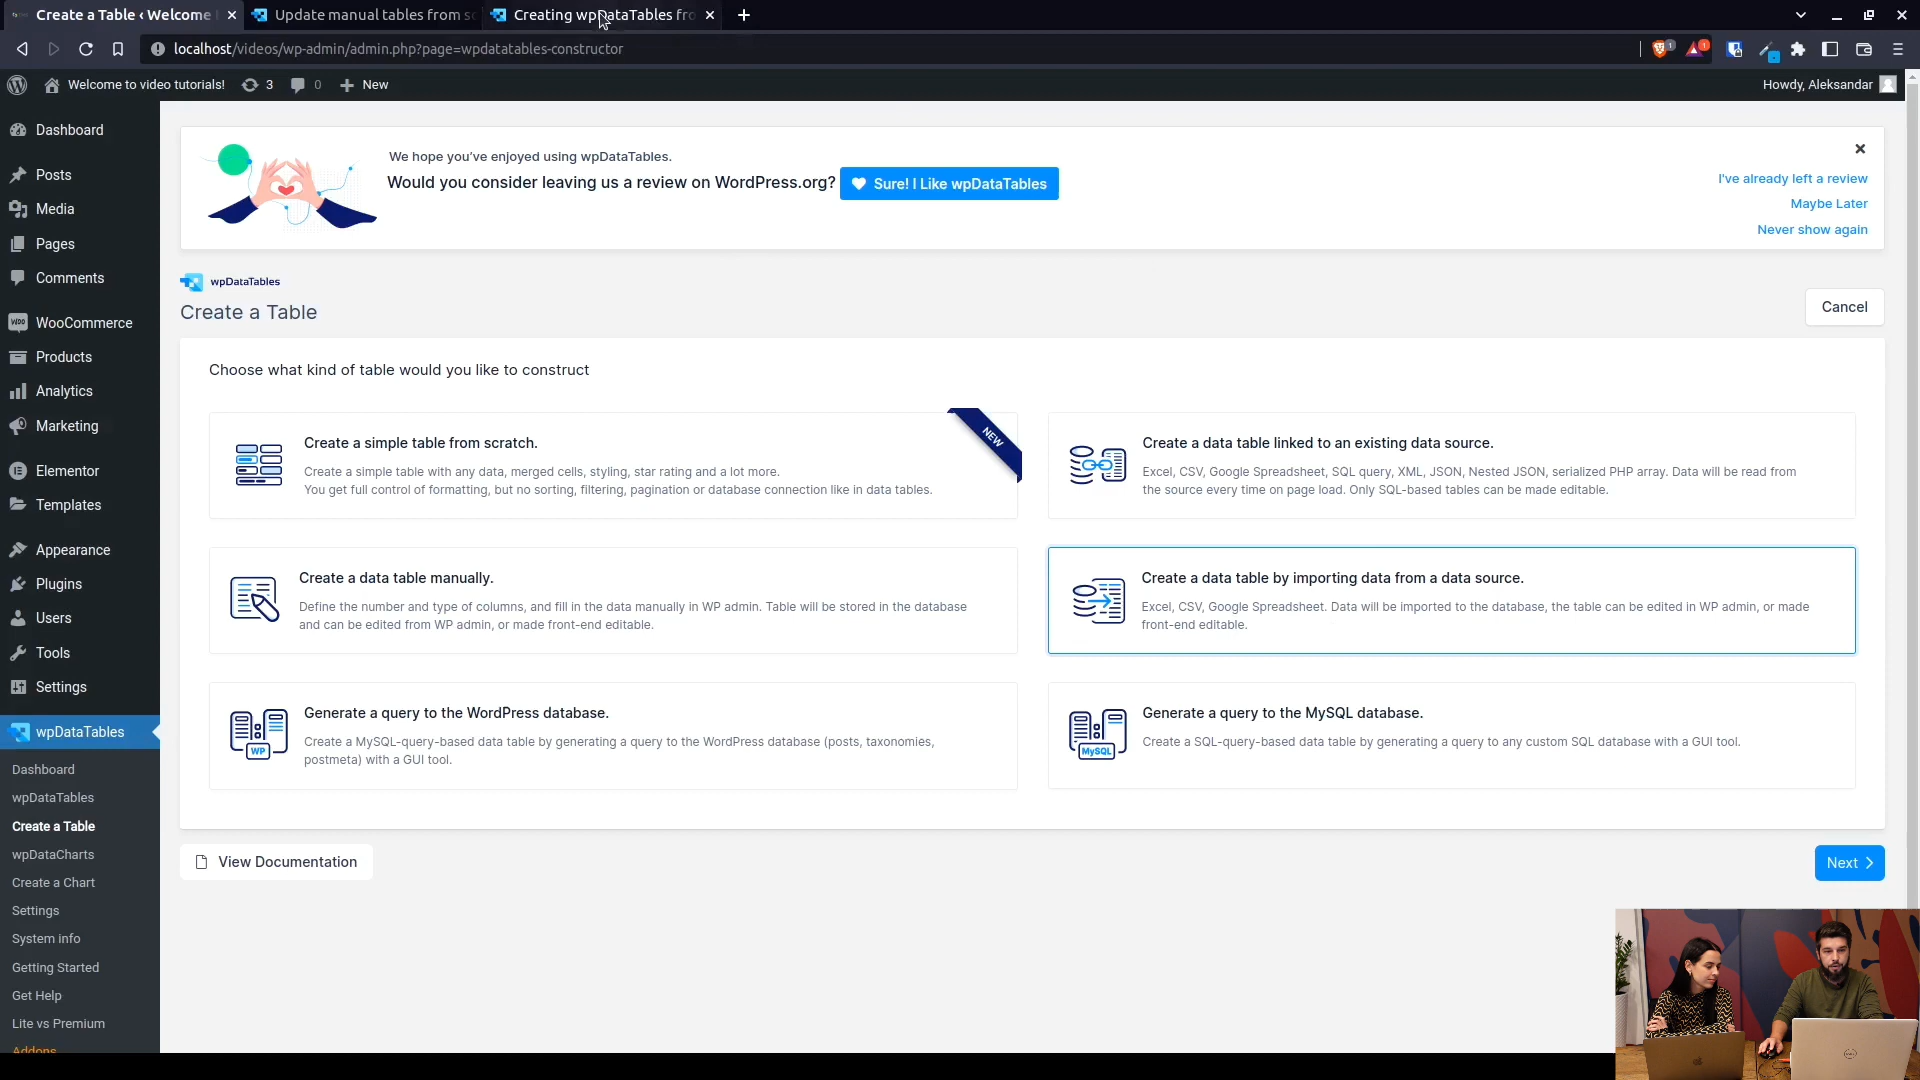 Create a Table ‹ Welcome
Update manual tables from sc
Creating wpDataTables fro
localhost/videos/wp-admin/admin.php?page=wpdatatables-constructor
1
1
Welcome to video tutorials!
3
0
New
Howdy, Aleksandar
Dashboard
Posts
Media
Pages
Comments
WooCommerce
Products
Analytics
Marketing
Elementor
Templates
Appearance
Plugins
Users
Tools
Settings
wpDataTables
Dashboard
wpDataTables
Create a Table
wpDataCharts
Create a Chart
Settings
System info
Getting Started
Get Help
Lite vs Premium
Addons
We hope you've enjoyed using wpDataTables.
Would you consider leaving us a review on WordPress.org?
Sure! I Like wpDataTables
I've already left a review
Maybe Later
Never show again
wpDataTables
Create a Table
Cancel
Choose what kind of table would you like to construct
Create a simple table from scratch.
Create a simple table with any data, merged cells, styling, star rating and a lot more.
You get full control of formatting, but no sorting, filtering, pagination or database connection like in data tables.
NEW
Create a data table linked to an existing data source.
Excel, CSV, Google Spreadsheet, SQL query, XML, JSON, Nested JSON, serialized PHP array. Data will be read from
the source every time on page load. Only SQL-based tables can be made editable.
Create a data table manually.
Define the number and type of columns, and fill in the data manually in WP admin. Table will be stored in the database
and can be edited from WP admin, or made front-end editable.
Create a data table by importing data from a data source.
Excel, CSV, Google Spreadsheet. Data will be imported to the database, the table can be edited in WP admin, or made
front-end editable.
WP
Generate a query to the WordPress database.
Create a MySQL-query-based data table by generating a query to the WordPress database (posts, taxonomies,
postmeta) with a GUI tool.
MySQL
Generate a query to the MySQL database.
Create a SQL-query-based data table by generating a query to any custom SQL database with a GUI tool.
View Documentation
Next